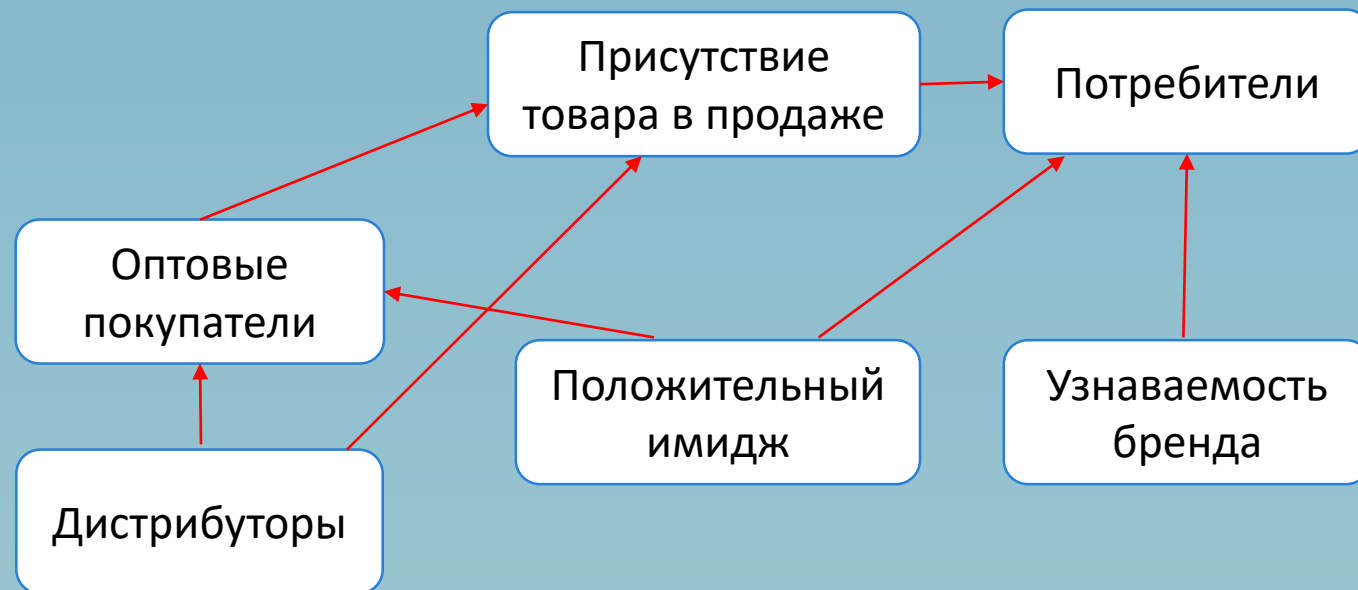 Присутствие
товара в продаже
Потребители
Оптовые
покупатели
Положительный
имидж
Узнаваемость
бренда
Дистрибуторы